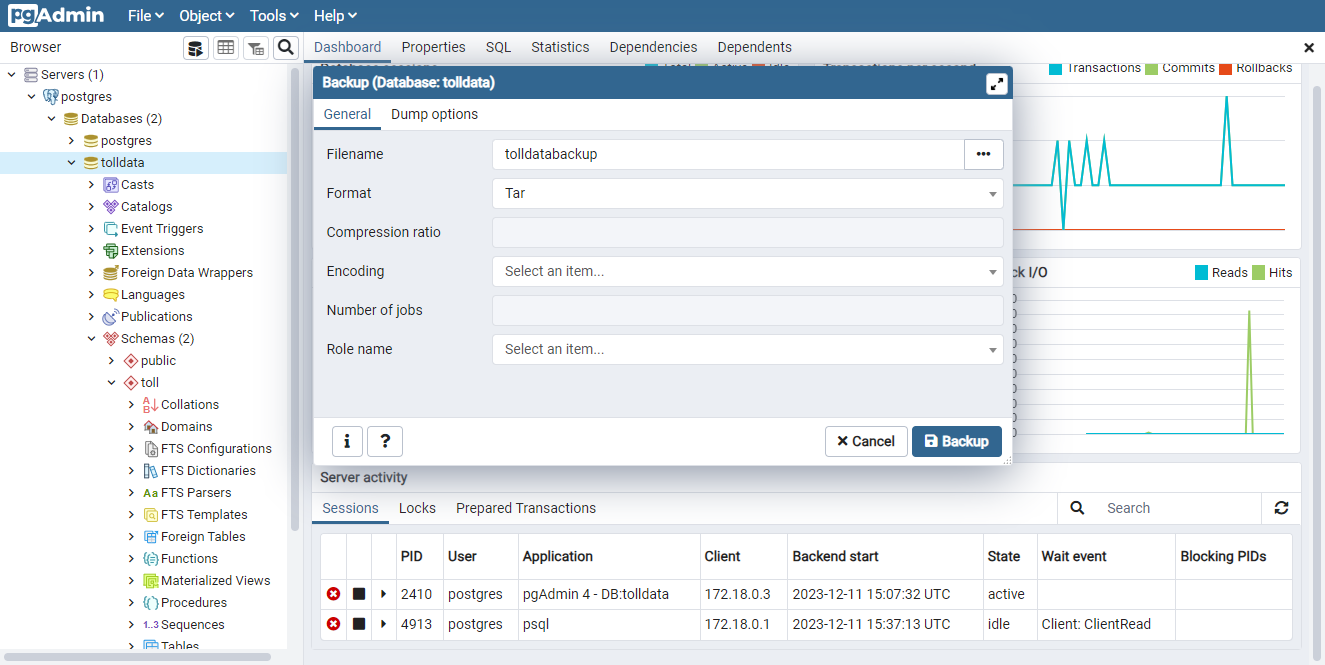 pgAdmin File Object Tools Help
Browser
Dashboard Properties SQL Statistics Dependencies Dependents
Servers (1)
postgres
Databases (2)
postgres
tolldata
Casts
Catalogs
Event Triggers
Extensions
Foreign Data Wrappers
Languages
Publications
Schemas (2)
public
toll
Collations
Domains
FTS Configurations
FTS Dictionaries
Aa FTS Parsers
FTS Templates
Foreign Tables
Functions
Materialized Views
Procedures
1..3 Sequences
Tables
Transactions Commits Rollbacks
Backup (Database: tolldata)
General Dump options
Filename tolldatabackup
Format Tar
Compression ratio
Encoding Select an item...
Number of jobs
Role name Select an item...
i ? Cancel Backup
ck I/O Reads Hits
Server activity
Sessions Locks Prepared Transactions Search
PID User Application Client Backend start State Wait event Blocking PIDs
2410 postgres pgAdmin 4 - DB:tolldata 172.18.0.3 2023-12-11 15:07:32 UTC active
4913 postgres psql 172.18.0.1 2023-12-11 15:37:13 UTC idle Client: ClientRead